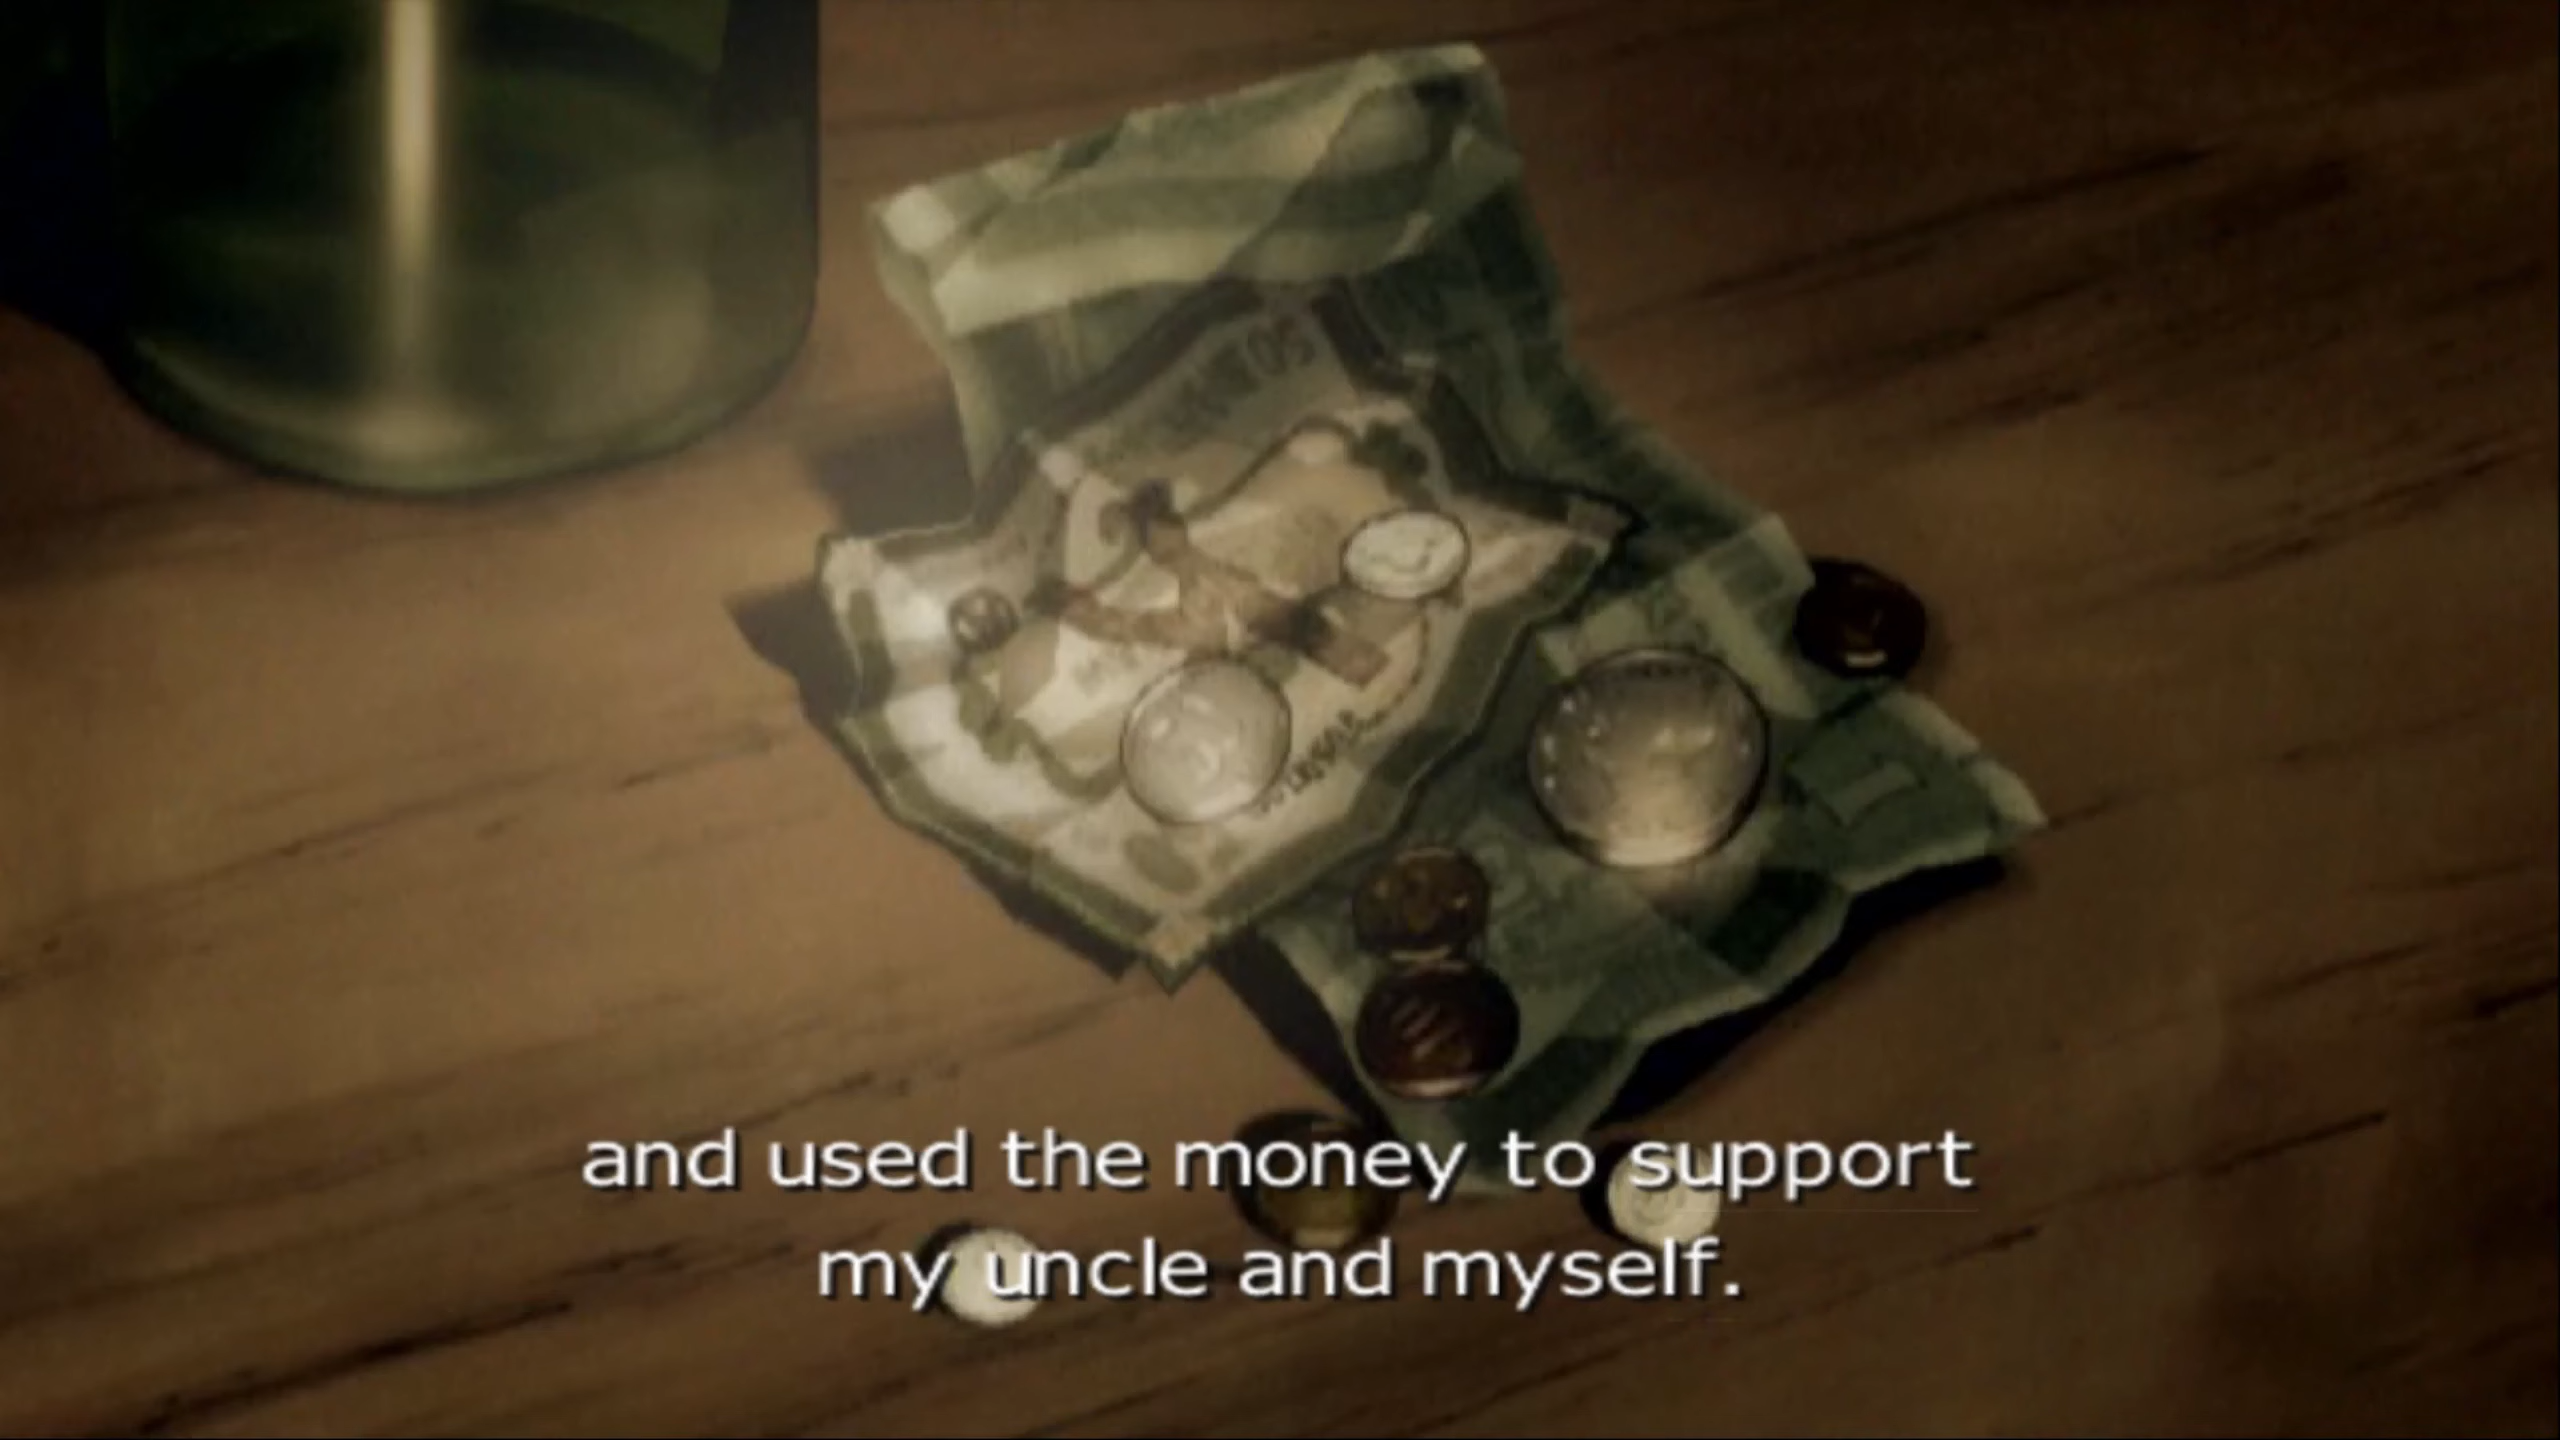 and used the money to support
my uncle and myself.